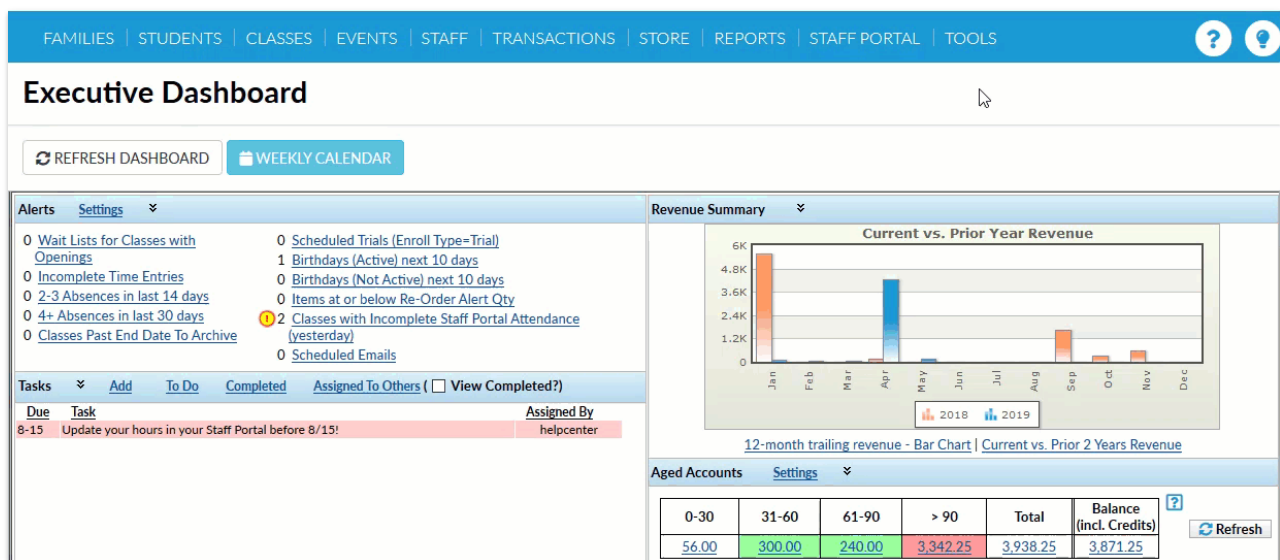 FAMILIES | STUDENTS | CLASSES | EVENTS | STAFF | TRANSACTIONS | STORE | REPORTS | STAFF PORTAL | TOOLS
?
Executive Dashboard
REFRESH DASHBOARD
WEEKLY CALENDAR
Alerts Settings
0 Wait Lists for Classes with
Openings
0 Incomplete Time Entries
0 2-3 Absences in last 14 days
0 4+ Absences in last 30 days
0 Classes Past End Date To Archive
0 Scheduled Trials (Enroll Type=Trial)
1 Birthdays (Active) next 10 days
0 Birthdays (Not Active) next 10 days
0 Items at or below Re-Order Alert Qty
! 2 Classes with Incomplete Staff Portal Attendance
(yesterday)
0 Scheduled Emails
Tasks Add To Do Completed Assigned To Others ( View Completed?)
Due Task Assigned By
8-15 Update your hours in your Staff Portal before 8/15! helpcenter
Revenue Summary
Current vs. Prior Year Revenue
6K
4.8K
3.6K
2.4K
1.2K
0
Jan Feb Mar Apr May Jun Jul Aug Sep Oct Nov Dec
2018 2019
12-month trailing revenue - Bar Chart | Current vs. Prior 2 Years Revenue
Aged Accounts Settings
0-30 31-60 61-90 > 90 Total Balance
(incl. Credits)
?
Refresh
56.00 300.00 240.00 3,342.25 3,938.25 3,871.25